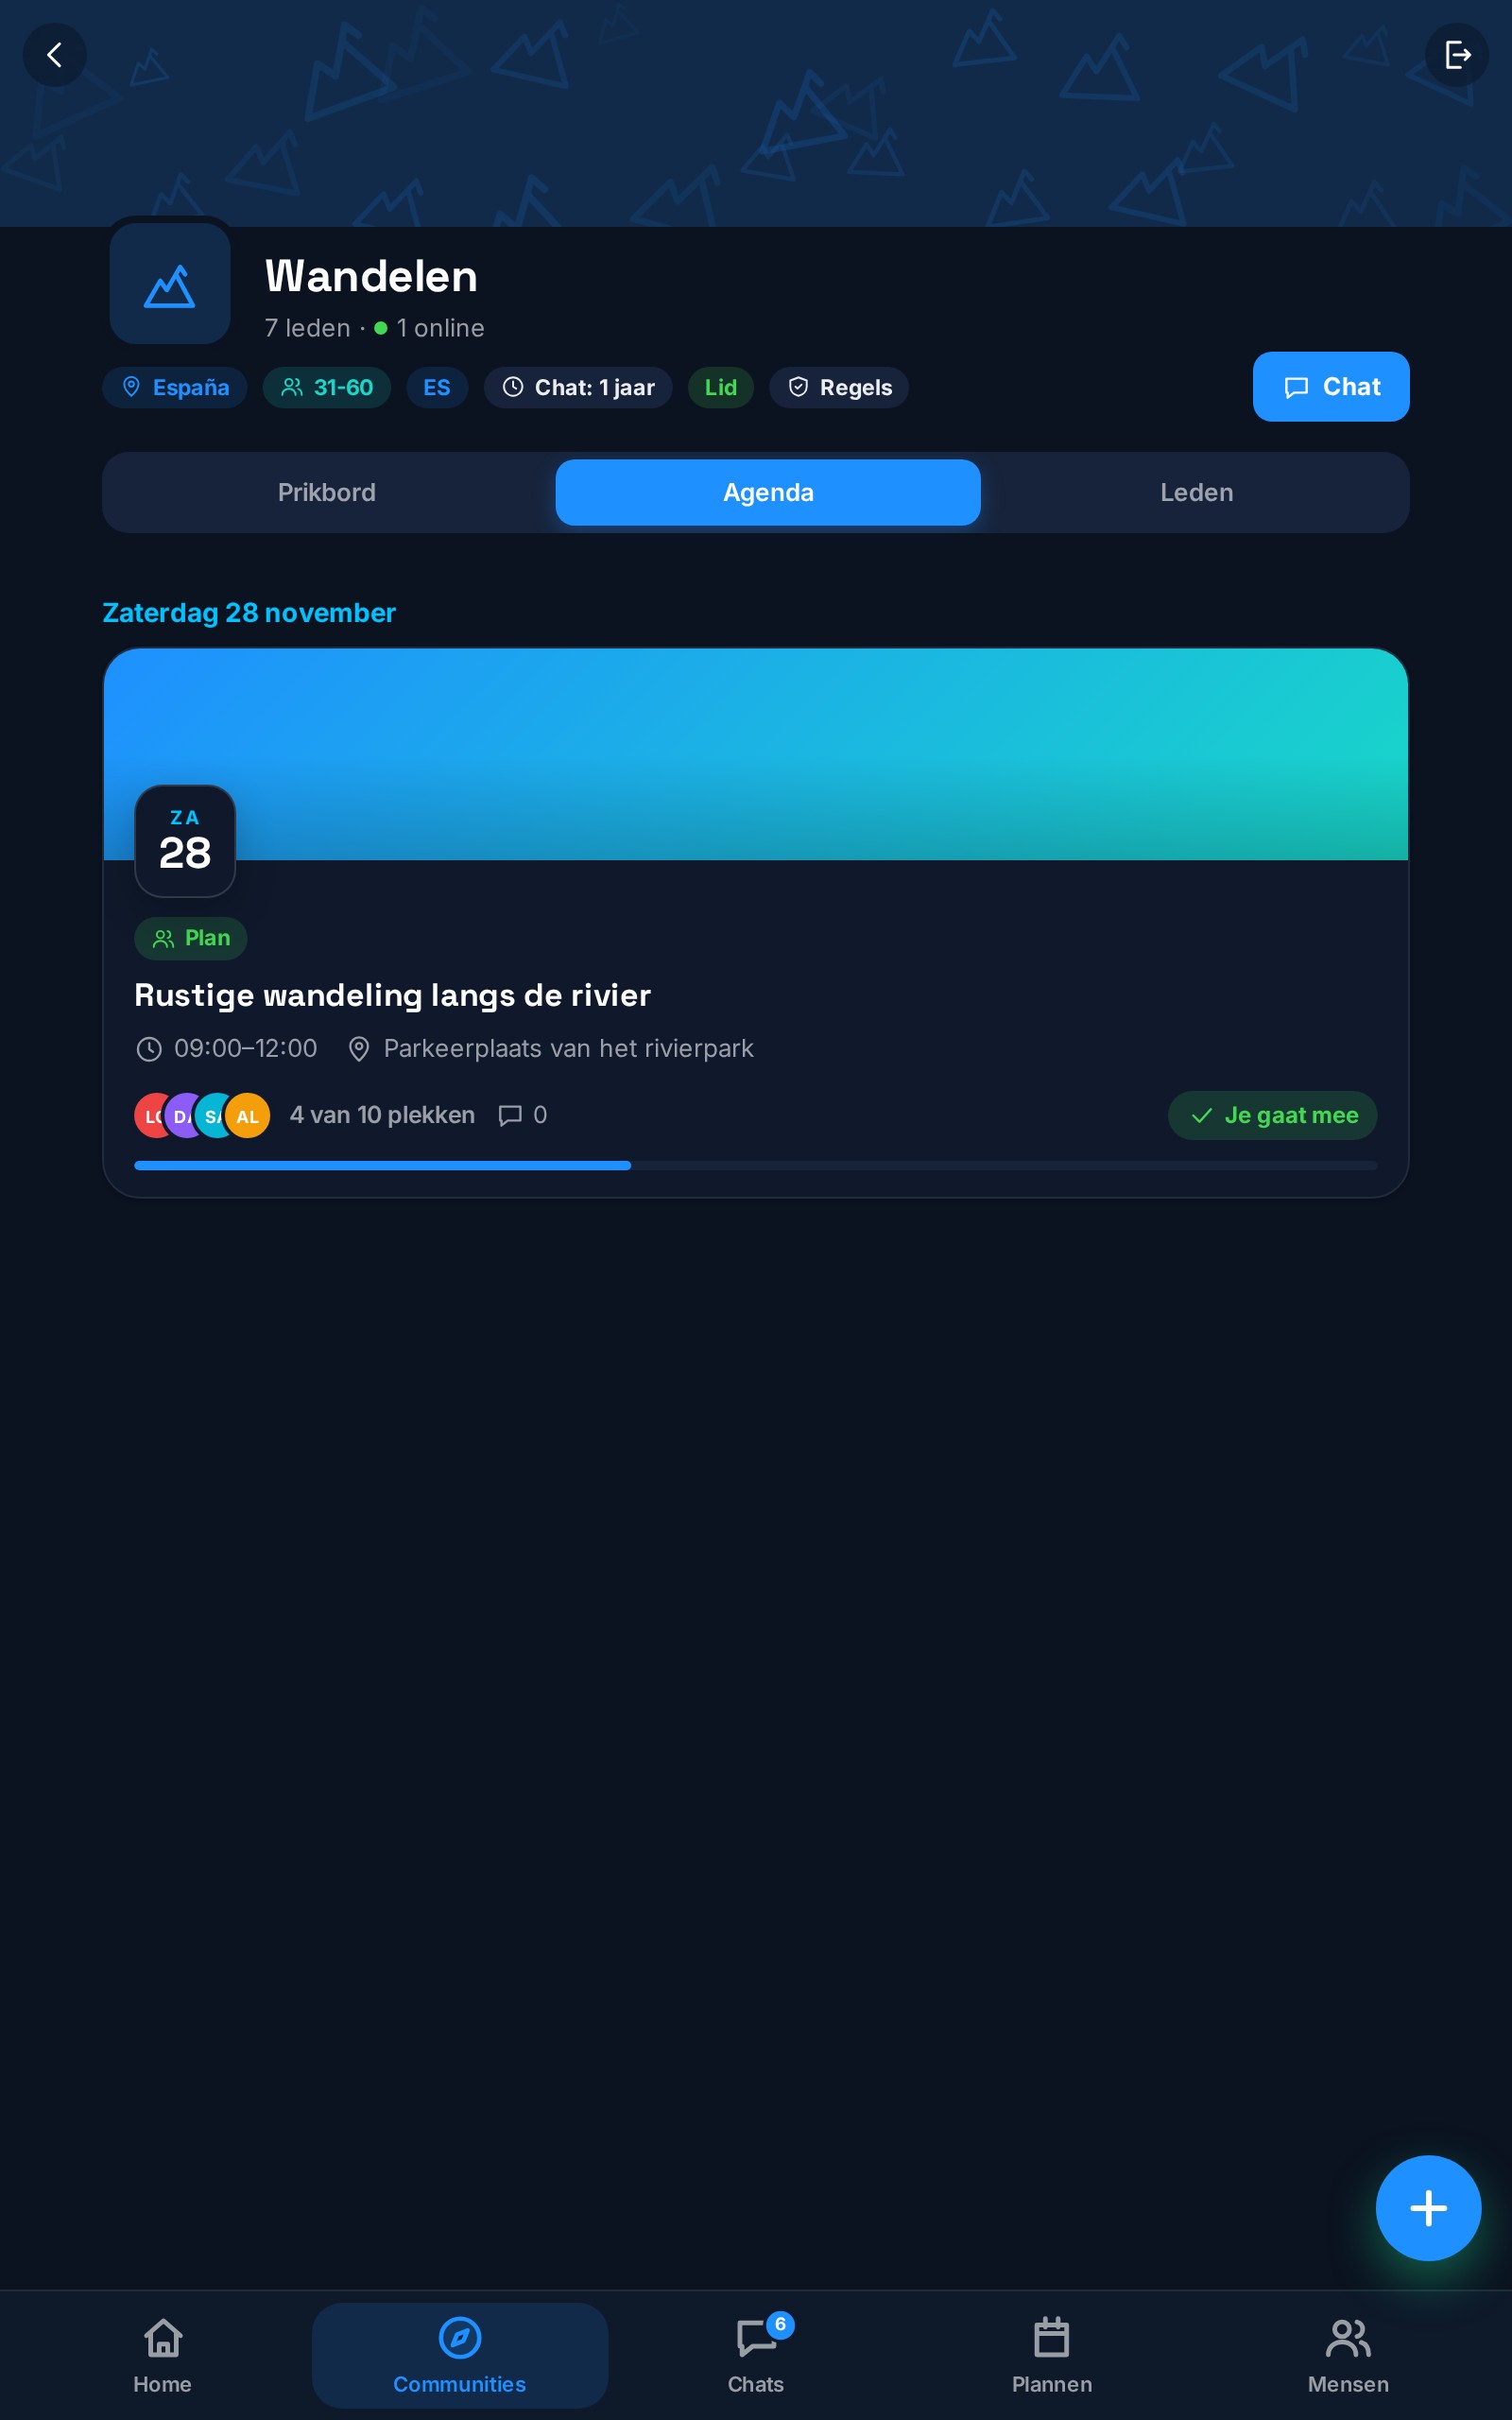 Wandelen
7 leden · 1 online
España 31-60 ES Chat: 1 jaar Lid Regels Chat
Prikbord Agenda Leden
Zaterdag 28 november
ZA
28
Plan
Rustige wandeling langs de rivier
09:00–12:00 Parkeerplaats van het rivierpark
AL 4 van 10 plekken 0 Je gaat mee
6
Home Communities Chats Plannen Mensen